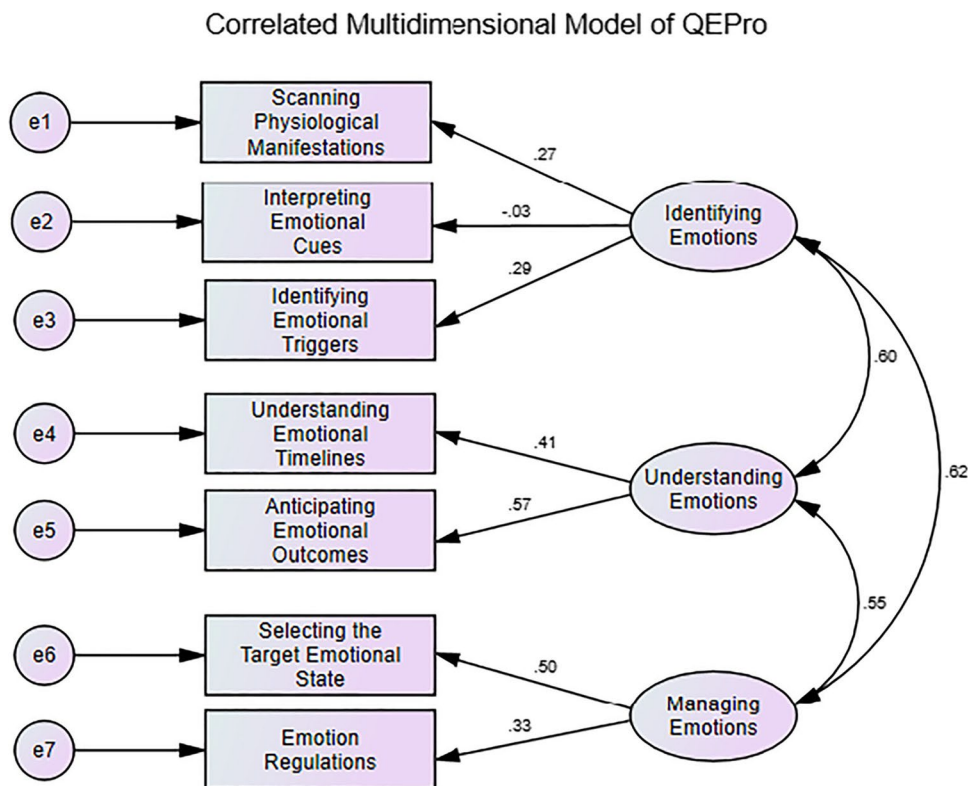 Correlated Multidimensional Model of QEPro
e1
Scanning
Physiological
Manifestations
.27
e2
Interpreting
Emotional
Cues
-.03
Identifying
Emotions
e3
Identifying
Emotional
Triggers
.29
.60
e4
Understanding
Emotional
Timelines
.41
Understanding
Emotions
.62
e5
Anticipating
Emotional
Outcomes
.57
.55
e6
Selecting the
Target Emotional
State
.50
Managing
Emotions
e7
Emotion
Regulations
.33